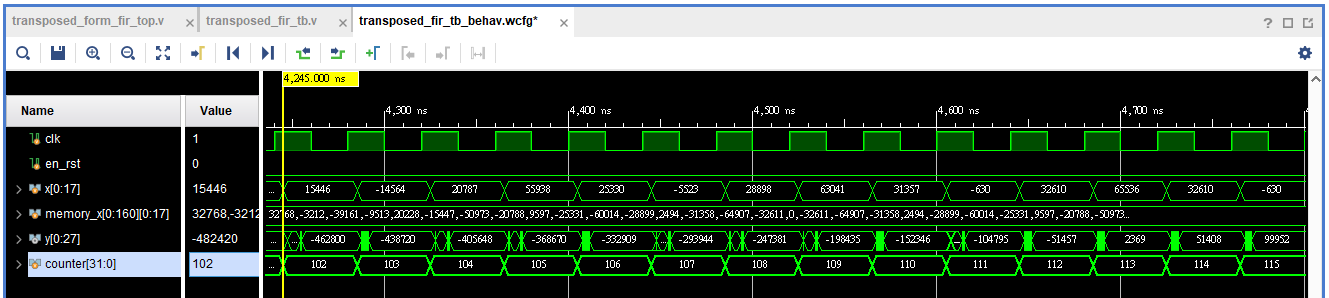 transposed_form_fir_top.v × transposed_fir_tb.v × transposed_fir_tb_behav.wcfg* × ?
4,245.000 ns
Name Value 4,300 ns 4,400 ns 4,500 ns 4,600 ns 4,700 ns
clk 1
en_rst 0
x[0:17] 15446 ... 15446 -14564 20787 55938 25330 -5523 28898 63041 31357 -630 32610 65536 32610 -630
memory_x[0:160][0:17] 32768,-3212 32768,-3212,-39161,-9513,20228,-15447,-50973,-20788,9597,-25331,-60014,-28899,2494,-31358,-64907,-32611,0,-32611,-64907,-31358,2494,-28899,-60014,-25331,9597,-20788,-50973...
y[0:27] -482420 -462800 -438720 -405648 -368670 -332909 -293944 -247381 -198435 -152346 -104795 -51457 2369 51408 99952
counter[31:0] 102 ... 102 103 104 105 106 107 108 109 110 111 112 113 114 115